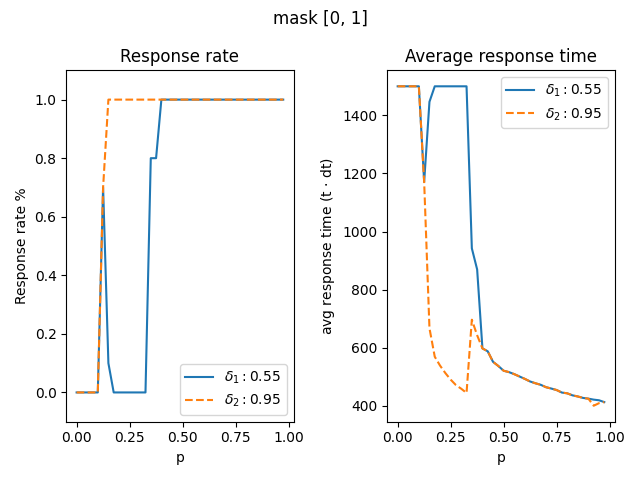 mask [0, 1]
Response rate
Response rate %
1.0
0.8
0.6
0.4
0.2
0.0
0.00 0.25 0.50 0.75 1.00
p
δ₁ : 0.55
δ₂ : 0.95
Average response time
avg response time (t · dt)
1400
1200
1000
800
600
400
0.00 0.25 0.50 0.75 1.00
p
δ₁ : 0.55
δ₂ : 0.95